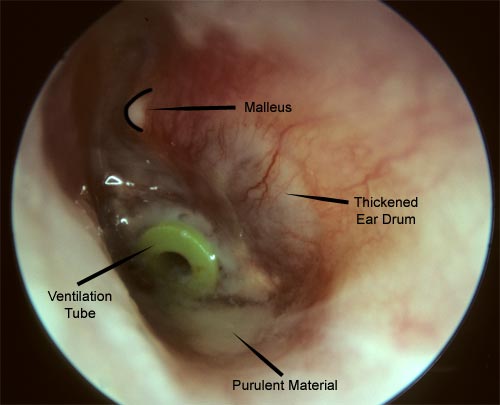 Malleus
Thickened
Ear Drum
Ventilation
Tube
Purulent Material